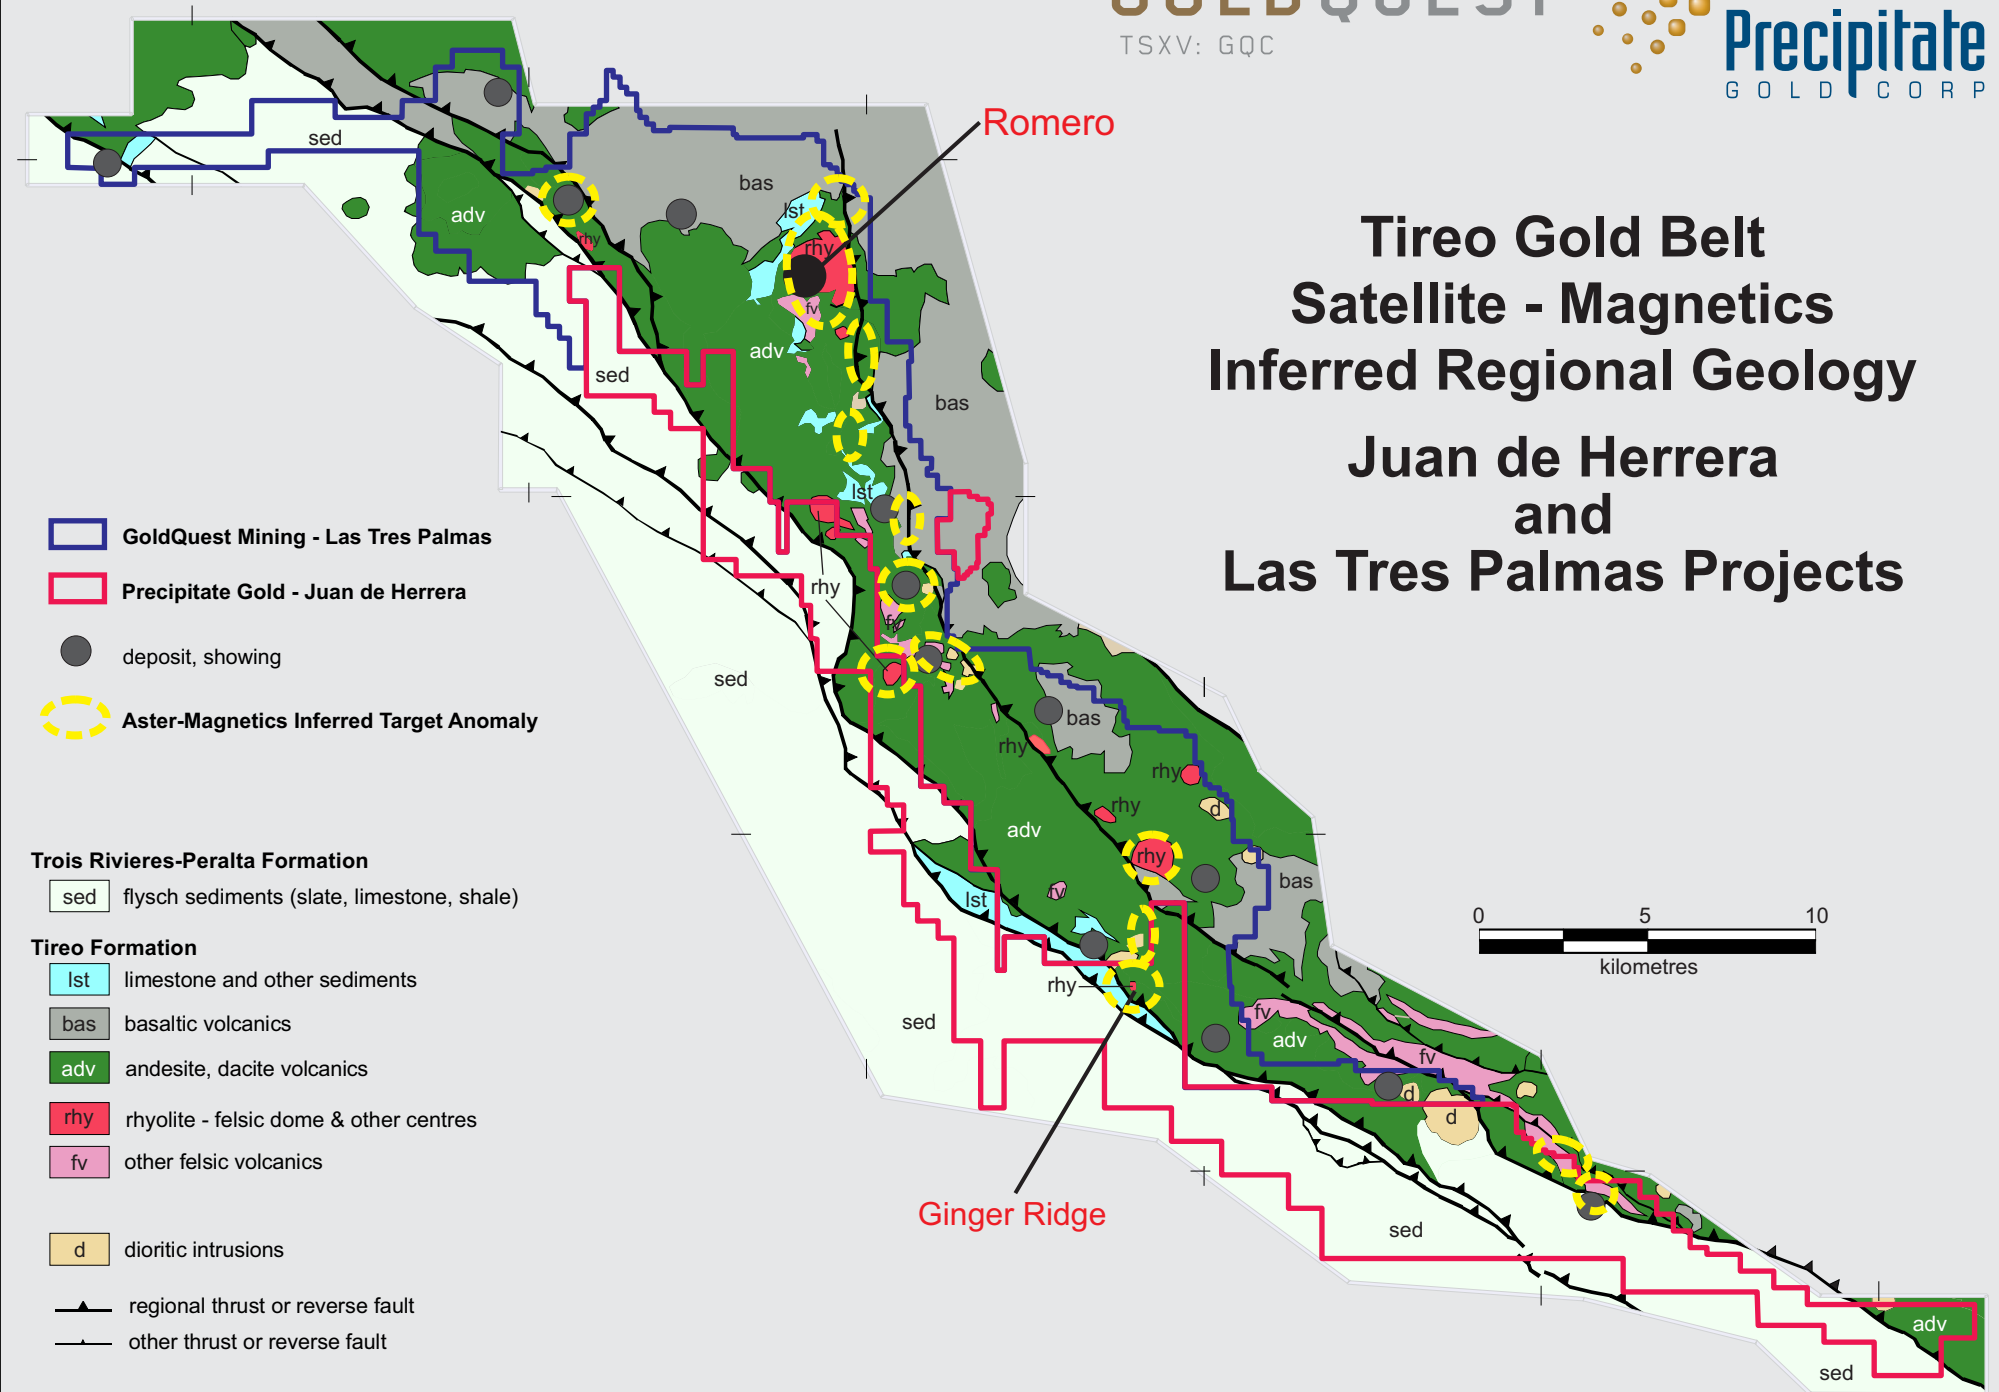 GOLDQUEST
TSXV: GQC
Precipitate
GOLD CORP
Romero
Tireo Gold Belt
Satellite - Magnetics
Inferred Regional Geology
Juan de Herrera
and
Las Tres Palmas Projects
sed
bas
adv
lst
rhy
rhy
fv
adv
sed
bas
lst
rhy
fv
sed
bas
rhy
rhy
rhy
d
adv
rhy
bas
fv
lst
rhy
sed
fv
adv
fv
d
d
sed
adv
sed
Ginger Ridge
GoldQuest Mining - Las Tres Palmas
Precipitate Gold - Juan de Herrera
deposit, showing
Aster-Magnetics Inferred Target Anomaly
Trois Rivieres-Peralta Formation
sed flysch sediments (slate, limestone, shale)
Tireo Formation
lst limestone and other sediments
bas basaltic volcanics
adv andesite, dacite volcanics
rhy rhyolite - felsic dome & other centres
fv other felsic volcanics
d dioritic intrusions
regional thrust or reverse fault
other thrust or reverse fault
0 5 10
kilometres